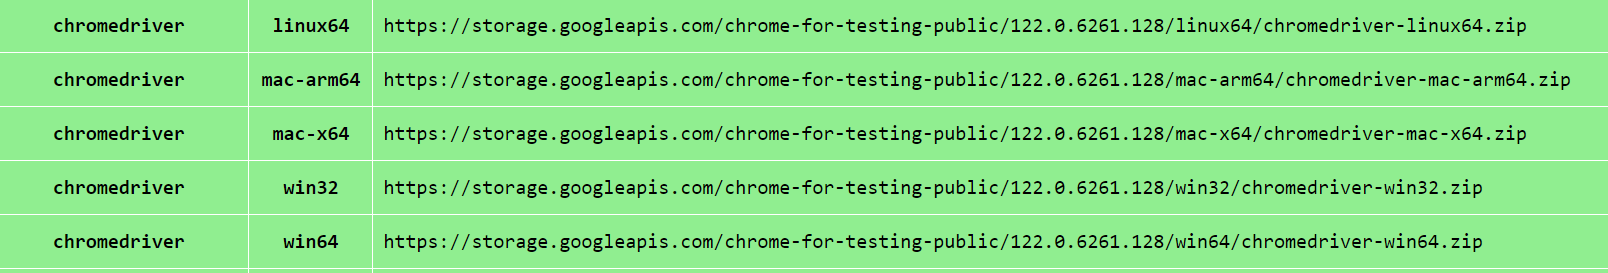 chromedriver linux64 https://storage.googleapis.com/chrome-for-testing-public/122.0.6261.128/linux64/chromedriver-linux64.zip
chromedriver mac-arm64 https://storage.googleapis.com/chrome-for-testing-public/122.0.6261.128/mac-arm64/chromedriver-mac-arm64.zip
chromedriver mac-x64 https://storage.googleapis.com/chrome-for-testing-public/122.0.6261.128/mac-x64/chromedriver-mac-x64.zip
chromedriver win32 https://storage.googleapis.com/chrome-for-testing-public/122.0.6261.128/win32/chromedriver-win32.zip
chromedriver win64 https://storage.googleapis.com/chrome-for-testing-public/122.0.6261.128/win64/chromedriver-win64.zip